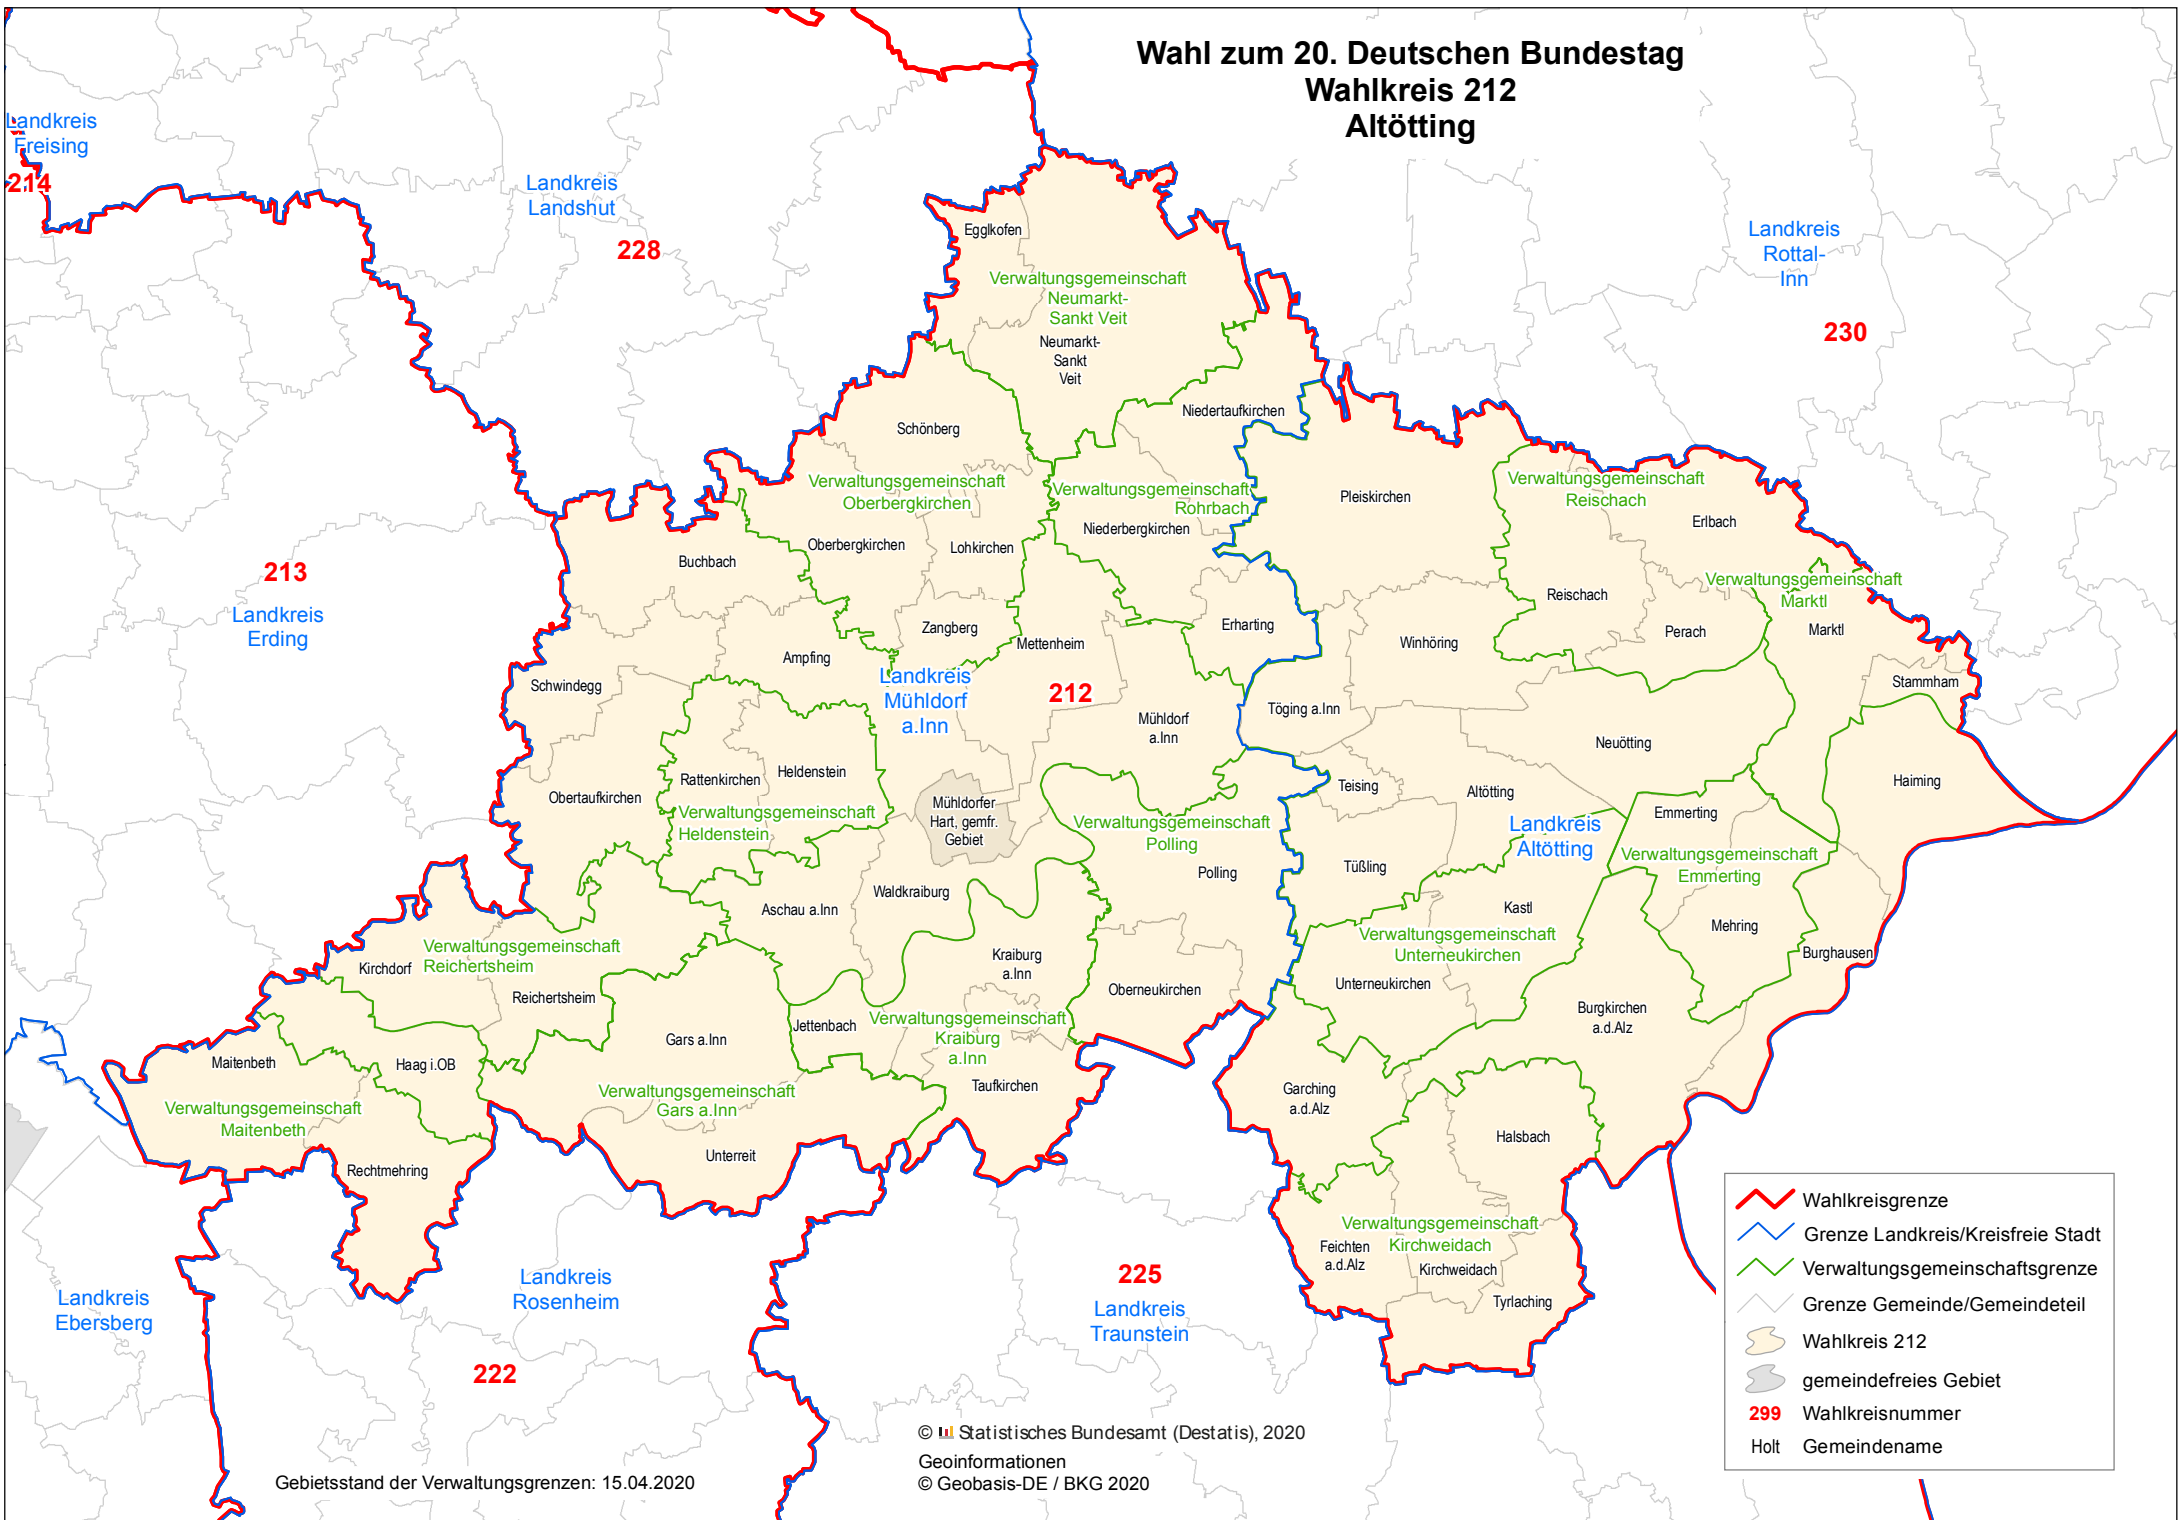 Wahl zum 20. Deutschen Bundestag
Wahlkreis 212
Altötting
Landkreis
Freising
214
Landkreis
Landshut
228
Landkreis
Rottal-
Inn
230
213
Landkreis
Erding
Egglkofen
Verwaltungsgemeinschaft
Neumarkt-
Sankt Veit
Neumarkt-
Sankt
Veit
Niedertaufkirchen
Schönberg
Verwaltungsgemeinschaft
Oberbergkirchen
Verwaltungsgemeinschaft
Rohrbach
Pleiskirchen
Verwaltungsgemeinschaft
Reischach
Erlbach
Niederbergkirchen
Oberbergkirchen
Lohkirchen
Buchbach
Verwaltungsgemeinschaft
Marktl
Reischach
Zangberg
Erharting
Marktl
Perach
Mettenheim
Winhöring
Ampfing
Schwindegg
Landkreis
Mühldorf
a.Inn
212
Stammham
Töging a.Inn
Mühldorf
a.Inn
Neuötting
Rattenkirchen
Heldenstein
Haiming
Obertaufkirchen
Teising
Altötting
Mühldorfer
Hart, gemfr.
Gebiet
Verwaltungsgemeinschaft
Heldenstein
Emmerting
Verwaltungsgemeinschaft
Polling
Landkreis
Altötting
Verwaltungsgemeinschaft
Emmerting
Tüßling
Polling
Waldkraiburg
Aschau a.Inn
Kastl
Mehring
Verwaltungsgemeinschaft
Unterneukirchen
Verwaltungsgemeinschaft
Reichertsheim
Burghausen
Kraiburg
a.Inn
Kirchdorf
Unterneukirchen
Oberneukirchen
Reichertsheim
Burgkirchen
a.d.Alz
Jettenbach
Verwaltungsgemeinschaft
Kraiburg
a.Inn
Gars a.Inn
Maitenbeth
Haag i.OB
Taufkirchen
Garching
a.d.Alz
Verwaltungsgemeinschaft
Gars a.Inn
Verwaltungsgemeinschaft
Maitenbeth
Halsbach
Unterreit
Rechtmehring
Verwaltungsgemeinschaft
Kirchweidach
Feichten
a.d.Alz
Kirchweidach
Tyrlaching
Landkreis
Ebersberg
Landkreis
Rosenheim
222
225
Landkreis
Traunstein
Wahlkreisgrenze
Grenze Landkreis/Kreisfreie Stadt
Verwaltungsgemeinschaftsgrenze
Grenze Gemeinde/Gemeindeteil
Wahlkreis 212
gemeindefreies Gebiet
299 Wahlkreisnummer
Holt Gemeindename
© Statistisches Bundesamt (Destatis), 2020
Geoinformationen
© Geobasis-DE / BKG 2020
Gebietsstand der Verwaltungsgrenzen: 15.04.2020